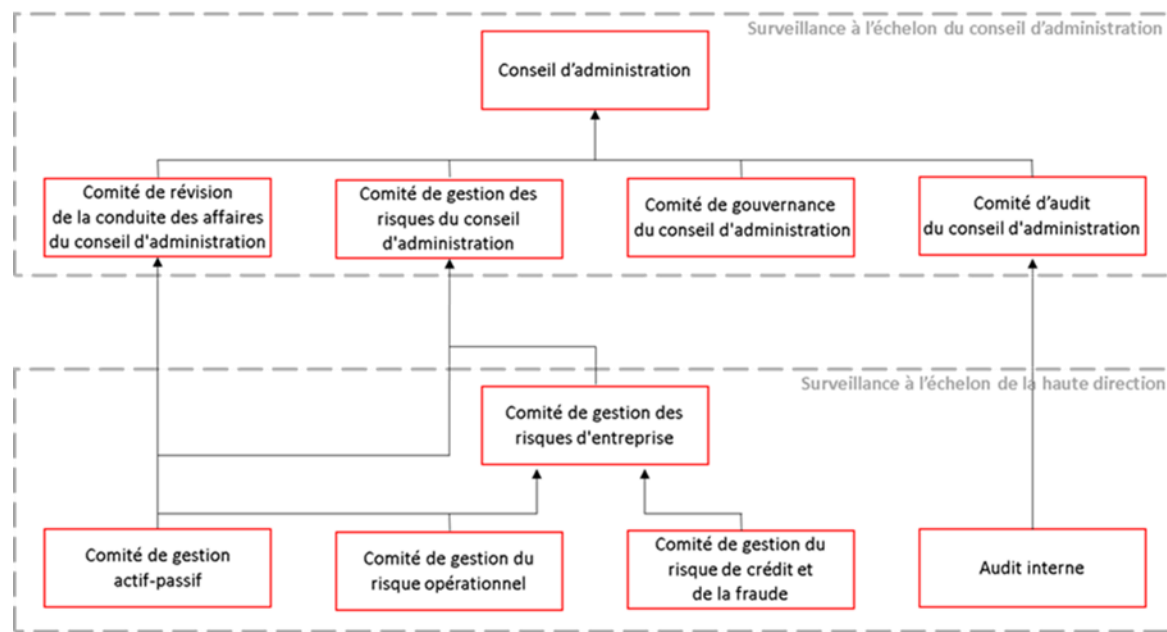 Surveillance à l’échelon du conseil d’administration
Conseil d’administration
Comité de révision
de la conduite des affaires
du conseil d'administration
Comité de gestion des
risques du conseil
d'administration
Comité de gouvernance
du conseil d'administration
Comité d’audit
du conseil d'administration
Surveillance à l’échelon de la haute direction
Comité de gestion des
risques d'entreprise
Comité de gestion
actif-passif
Comité de gestion du
risque opérationnel
Comité de gestion du
risque de crédit et
de la fraude
Audit interne